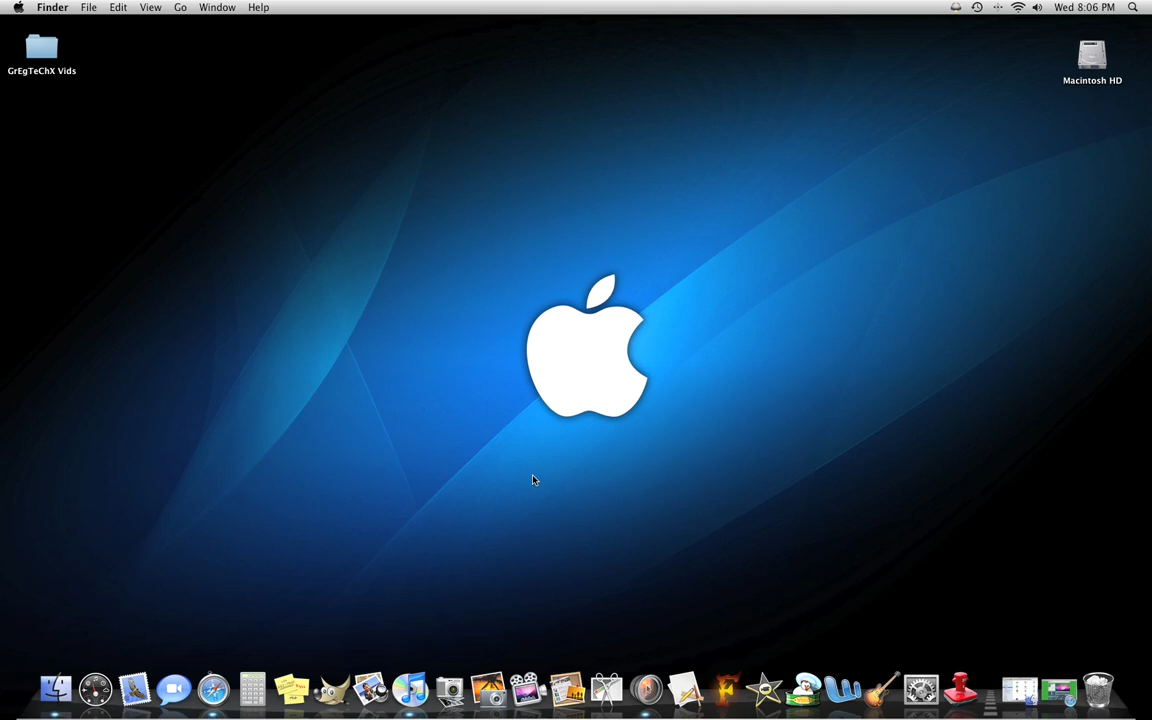 Finder File Edit View Go Window Help Wed 8:06 PM
GrEgTeChX Vids
Macintosh HD